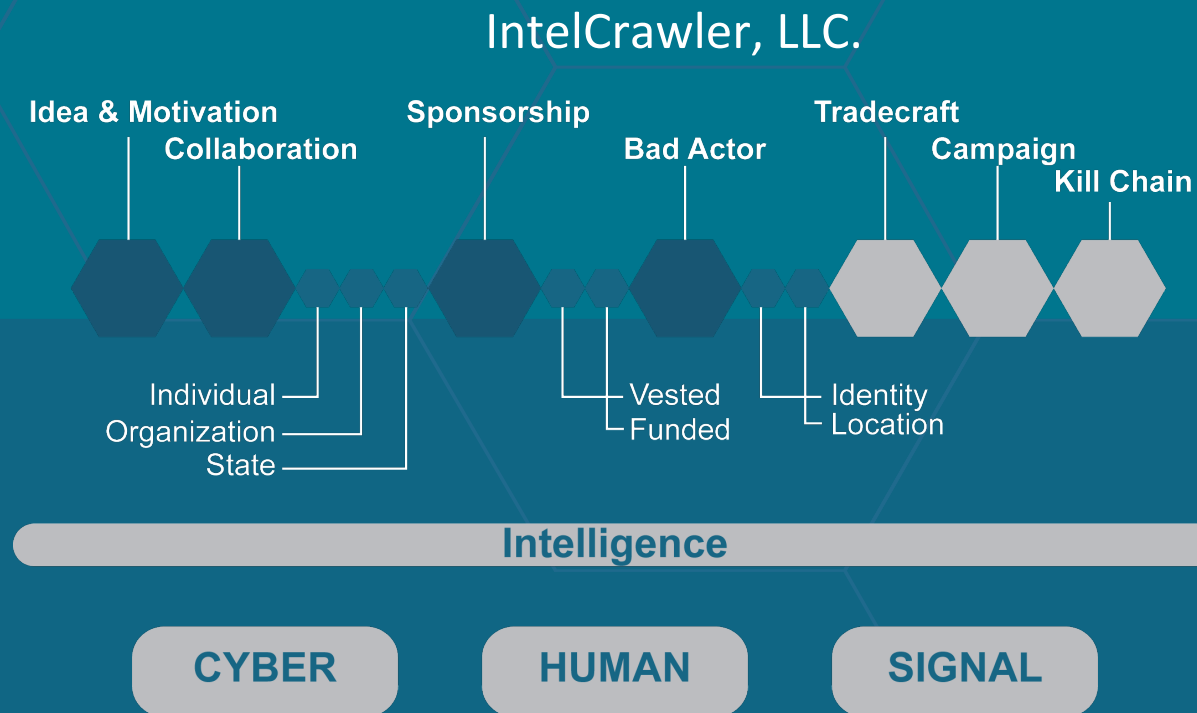 IntelCrawler, LLC.
Idea & Motivation
Sponsorship
Tradecraft
Collaboration
Bad Actor
Campaign
Kill Chain
Individual
Organization
State
Vested
Funded
Identity
Location
Intelligence
CYBER
HUMAN
SIGNAL